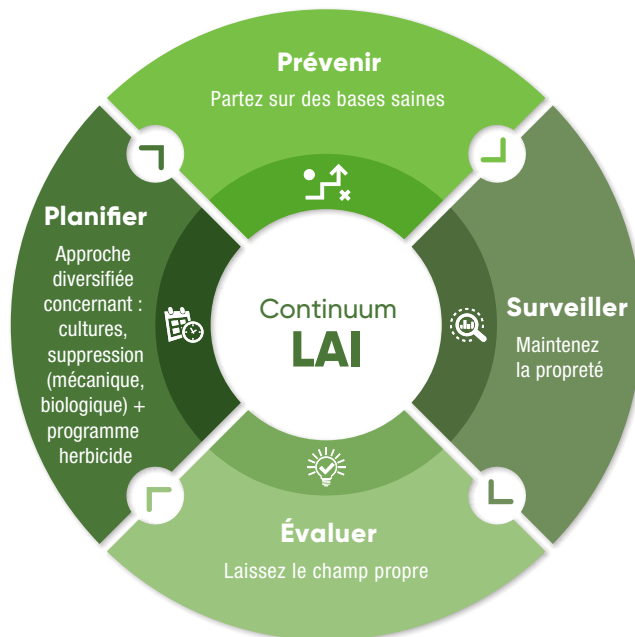 Prévenir
Partez sur des bases saines
Planifier
Approche
diversifiée
concernant :
cultures,
suppression
(mécanique,
biologique) +
programme
herbicide
Continuum
LAI
Surveiller
Maintenez
la propreté
Évaluer
Laissez le champ propre